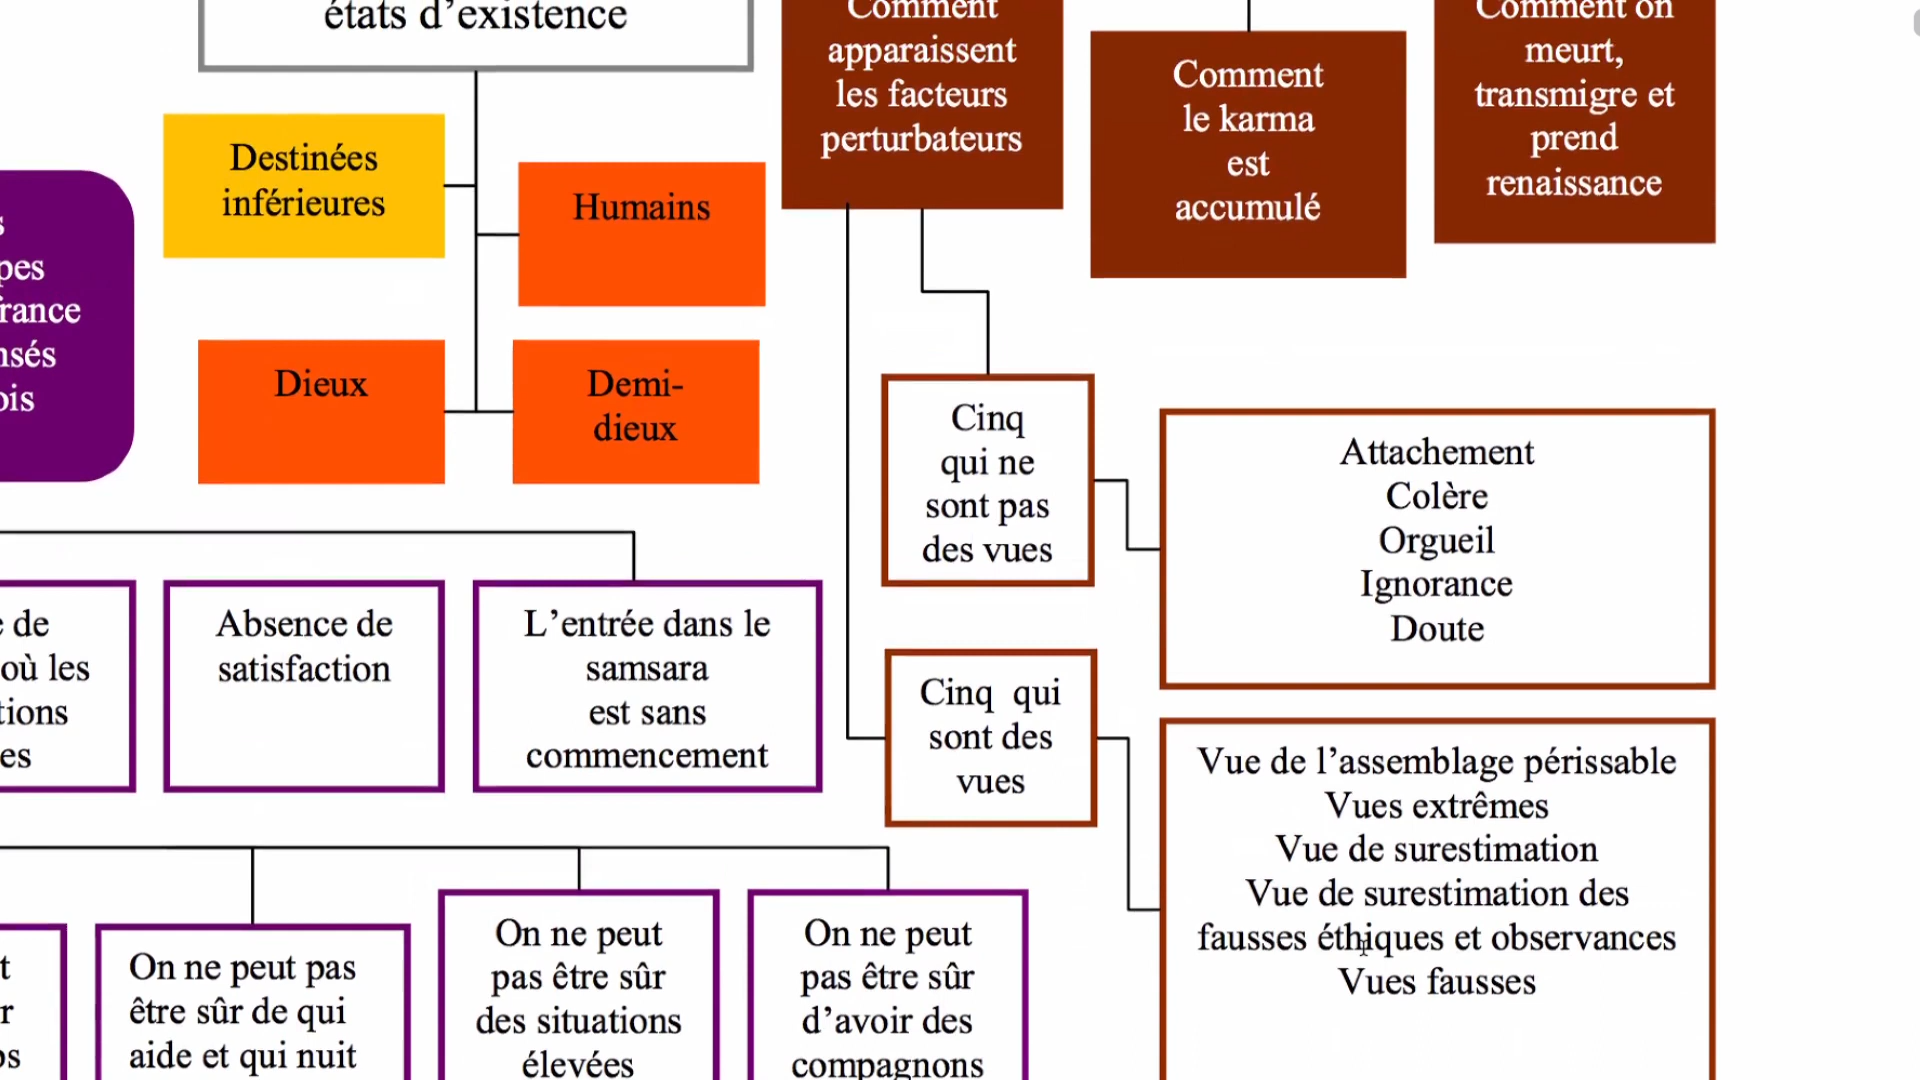 états d’existence
Comment
apparaissent
les facteurs
perturbateurs
Comment
le karma
est
accumulé
Comment on
meurt,
transmigre et
prend
renaissance
Destinées
inférieures
Humains
Dieux
Demi-
dieux
Cinq
qui ne
sont pas
des vues
Attachement
Colère
Orgueil
Ignorance
Doute
e de
où les
Absence de
satisfaction
L’entrée dans le
samsara
est sans
commencement
Cinq qui
sont des
vues
Vue de l’assemblage périssable
Vues extrêmes
Vue de surestimation
Vue de surestimation des
fausses éthiques et observances
Vues fausses
On ne peut pas
être sûr de qui
aide et qui nuit
On ne peut
pas être sûr
des situations
élevées
On ne peut
pas être sûr
d’avoir des
compagnons